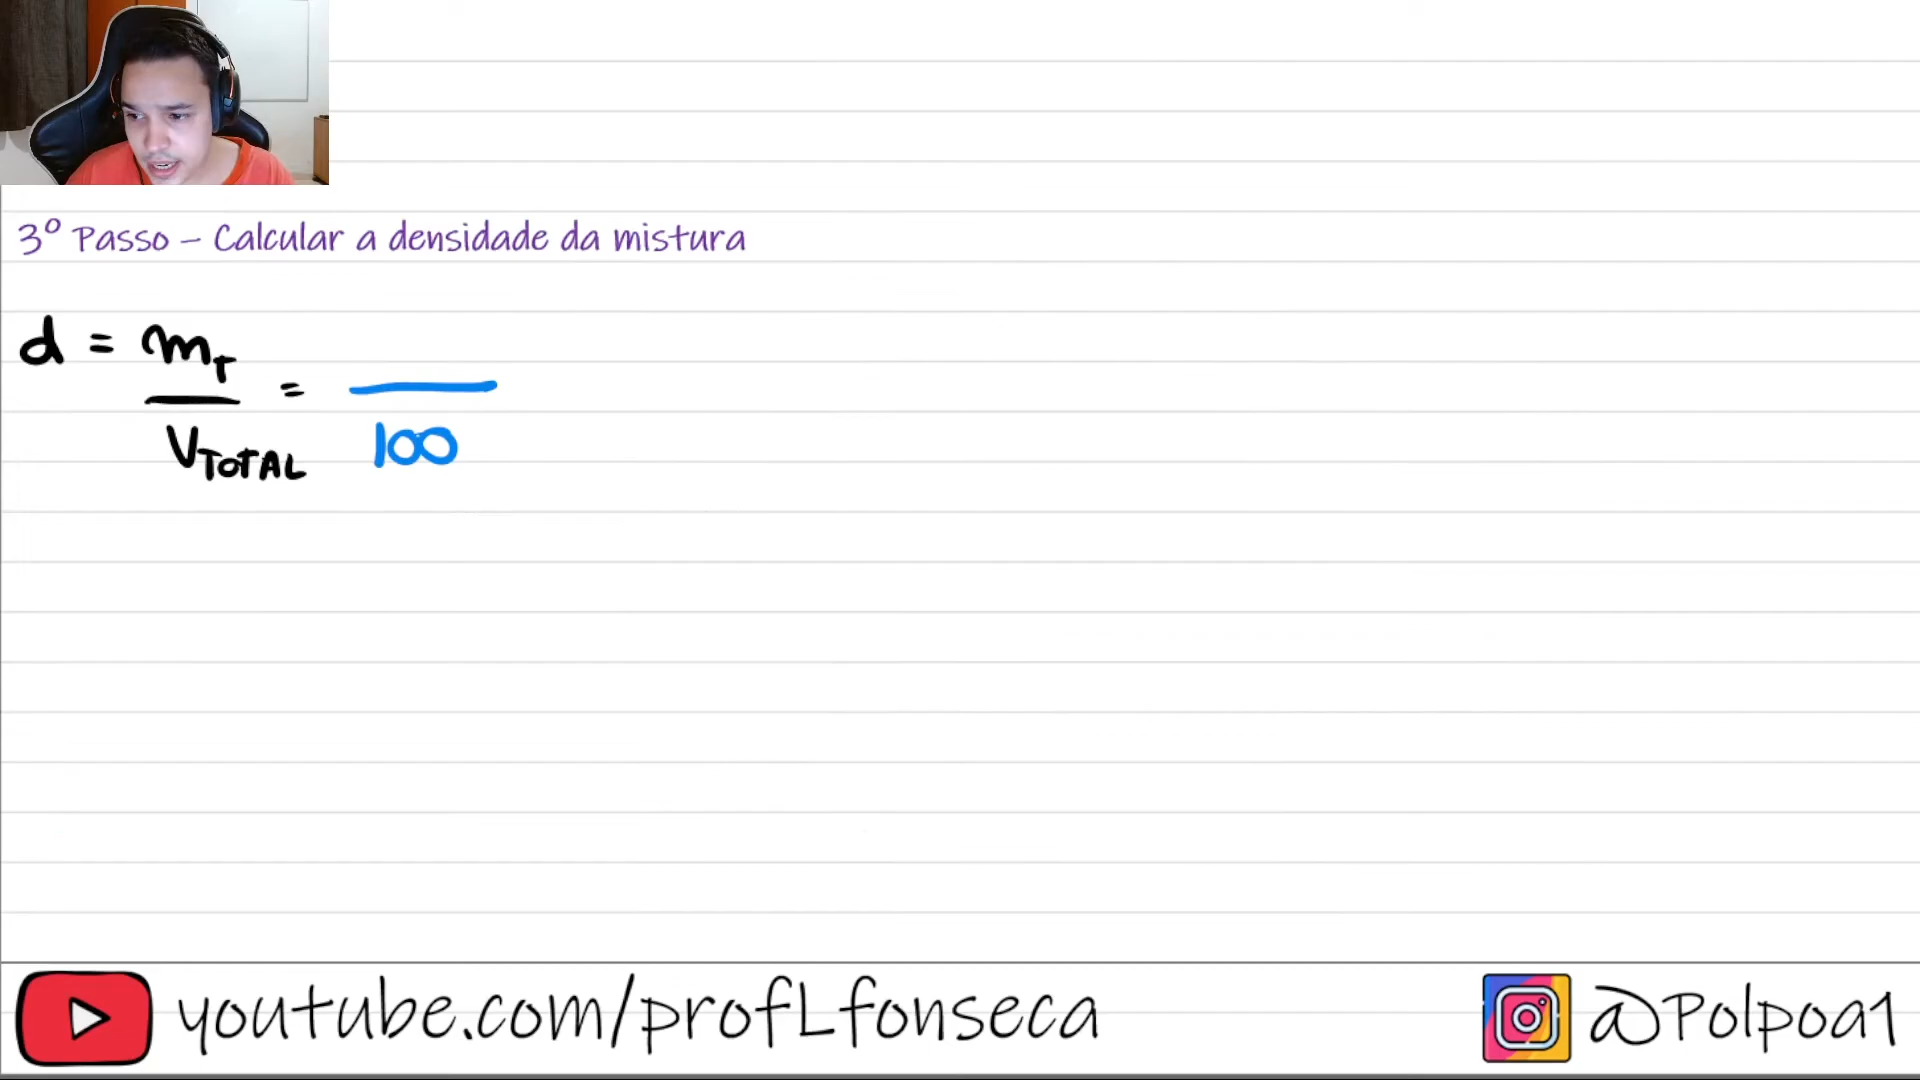 3º Passo – Calcular a densidade da mistura
d = mT
=
VTOTAL 100
youtube.com/profLfonseca
@Polpoa1